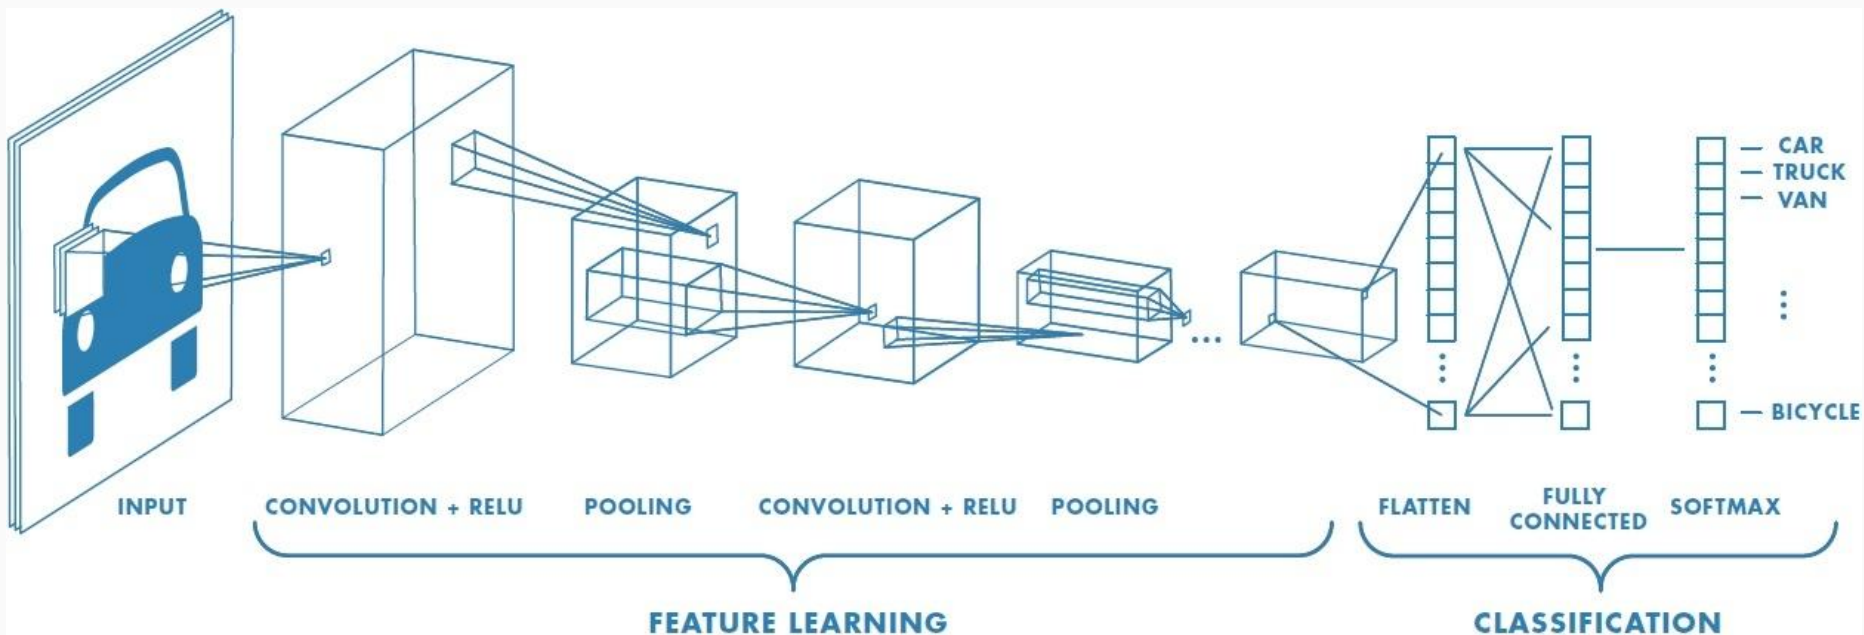 CAR
TRUCK
VAN
BICYCLE
INPUT
CONVOLUTION + RELU
POOLING
CONVOLUTION + RELU
POOLING
FLATTEN
FULLY
CONNECTED
SOFTMAX
FEATURE LEARNING
CLASSIFICATION